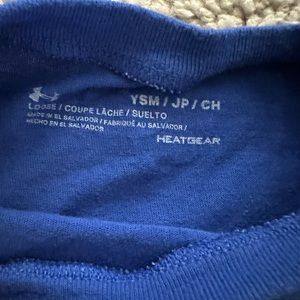 YSM / JP / CH
LOOSE / COUPE LÂCHE / SUELTO
MADE IN EL SALVADOR / FABRIQUÉ AU SALVADOR /
HECHO EN EL SALVADOR
HEATGEAR